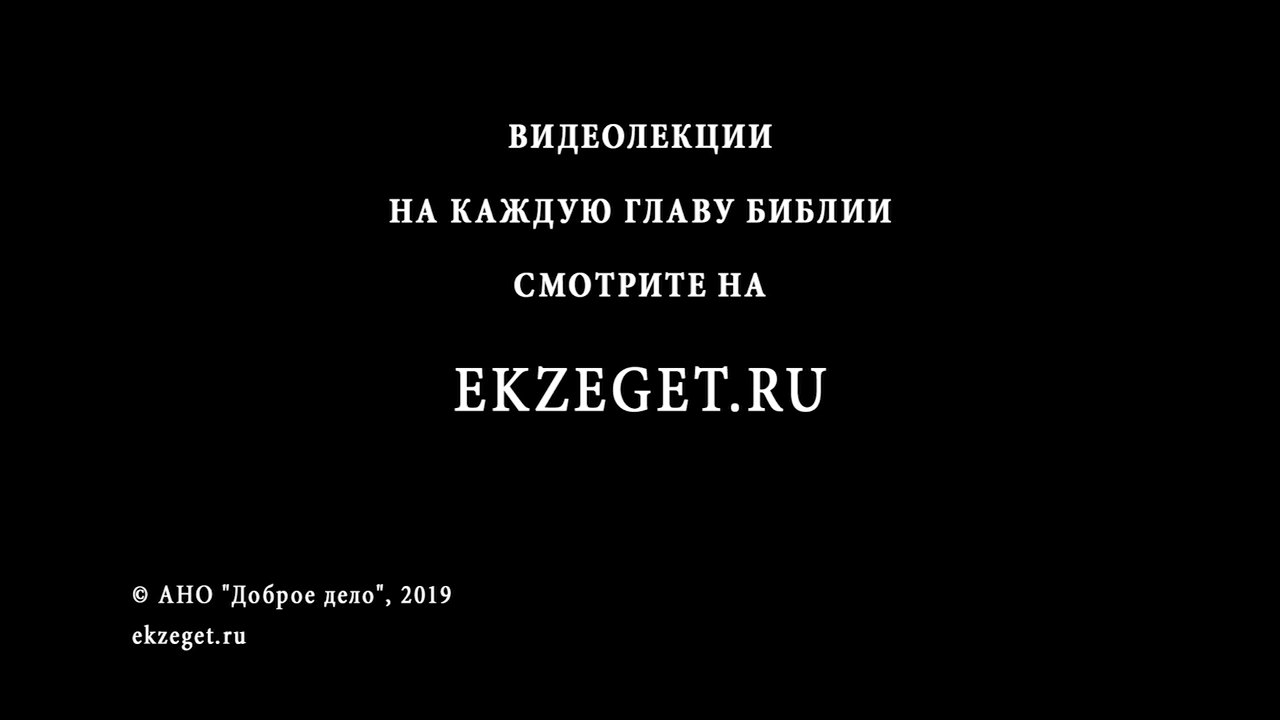 ВИДЕОЛЕКЦИИ
НА КАЖДУЮ ГЛАВУ БИБЛИИ
СМОТРИТЕ НА
EKZEGET.RU
© АНО "Доброе дело", 2019
ekzeget.ru